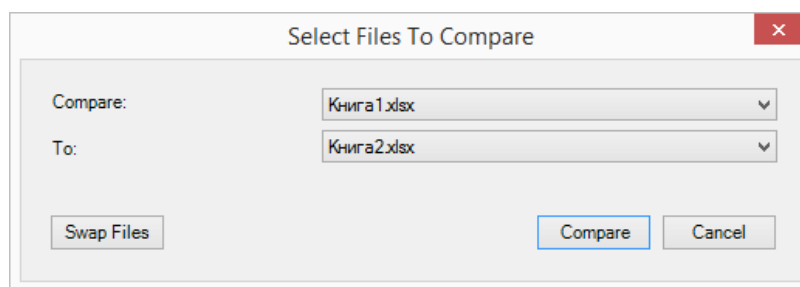 Select Files To Compare
Compare: Книга1.xlsx
To: Книга2.xlsx
Swap Files Compare Cancel